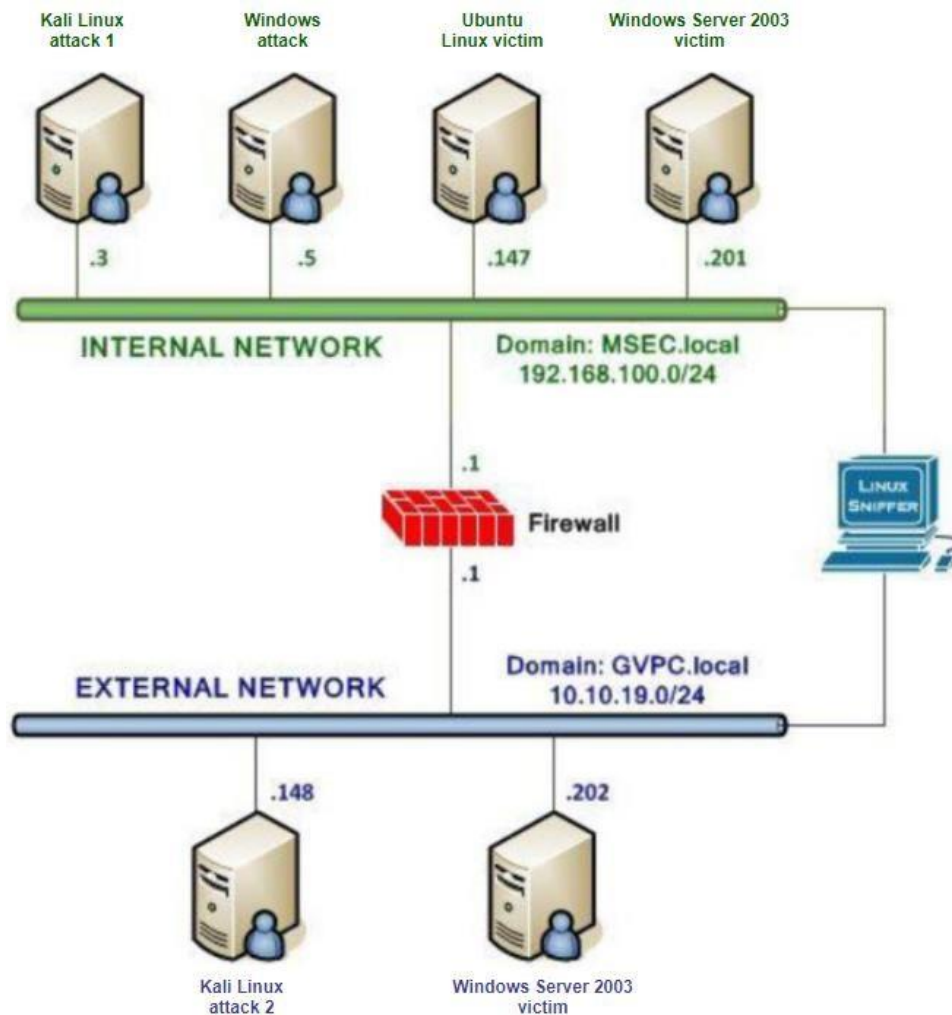 Kali Linux
attack 1
Windows
attack
Ubuntu
Linux victim
Windows Server 2003
victim
.3
.5
.147
.201
INTERNAL NETWORK
Domain: MSEC.local
192.168.100.0/24
.1
Firewall
.1
LINUX
SNIFFER
EXTERNAL NETWORK
Domain: GVPC.local
10.10.19.0/24
.148
.202
Kali Linux
attack 2
Windows Server 2003
victim